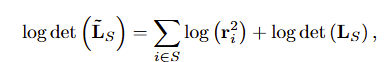 log det (L̃_S) = ∑_{i∈S} log (r_i^2) + log det (L_S) ,